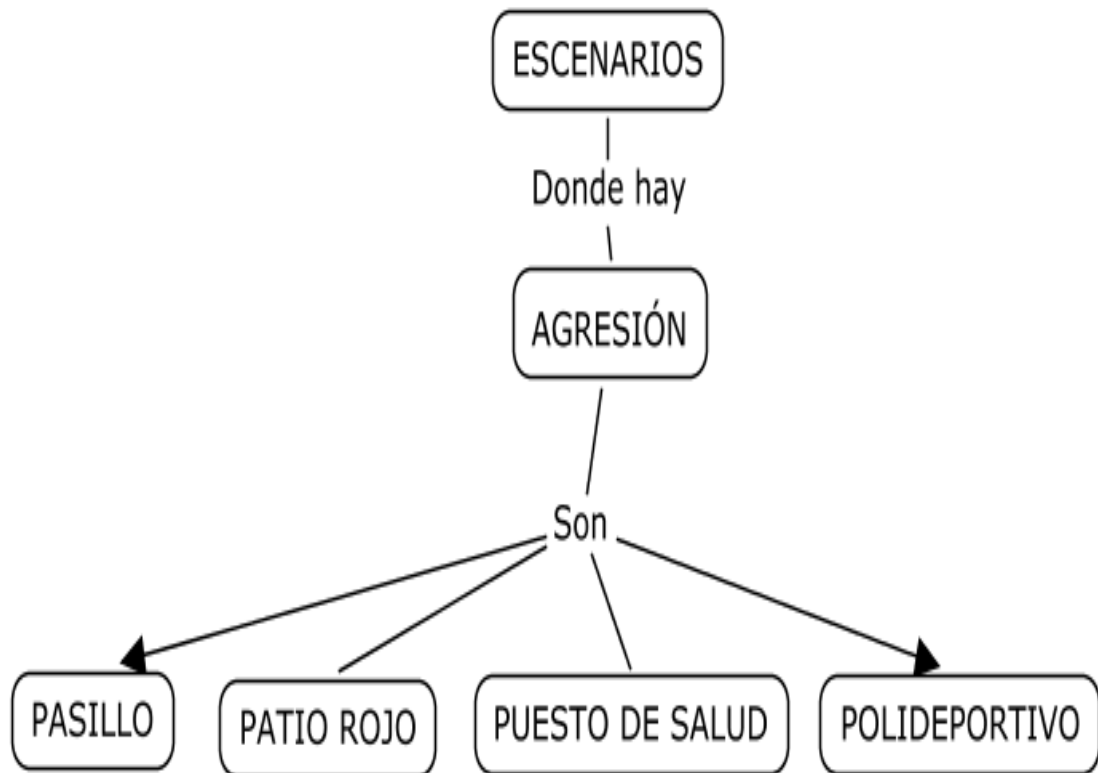 ESCENARIOS
Donde hay
AGRESIÓN
Son
PASILLO
PATIO ROJO
PUESTO DE SALUD
POLIDEPORTIVO